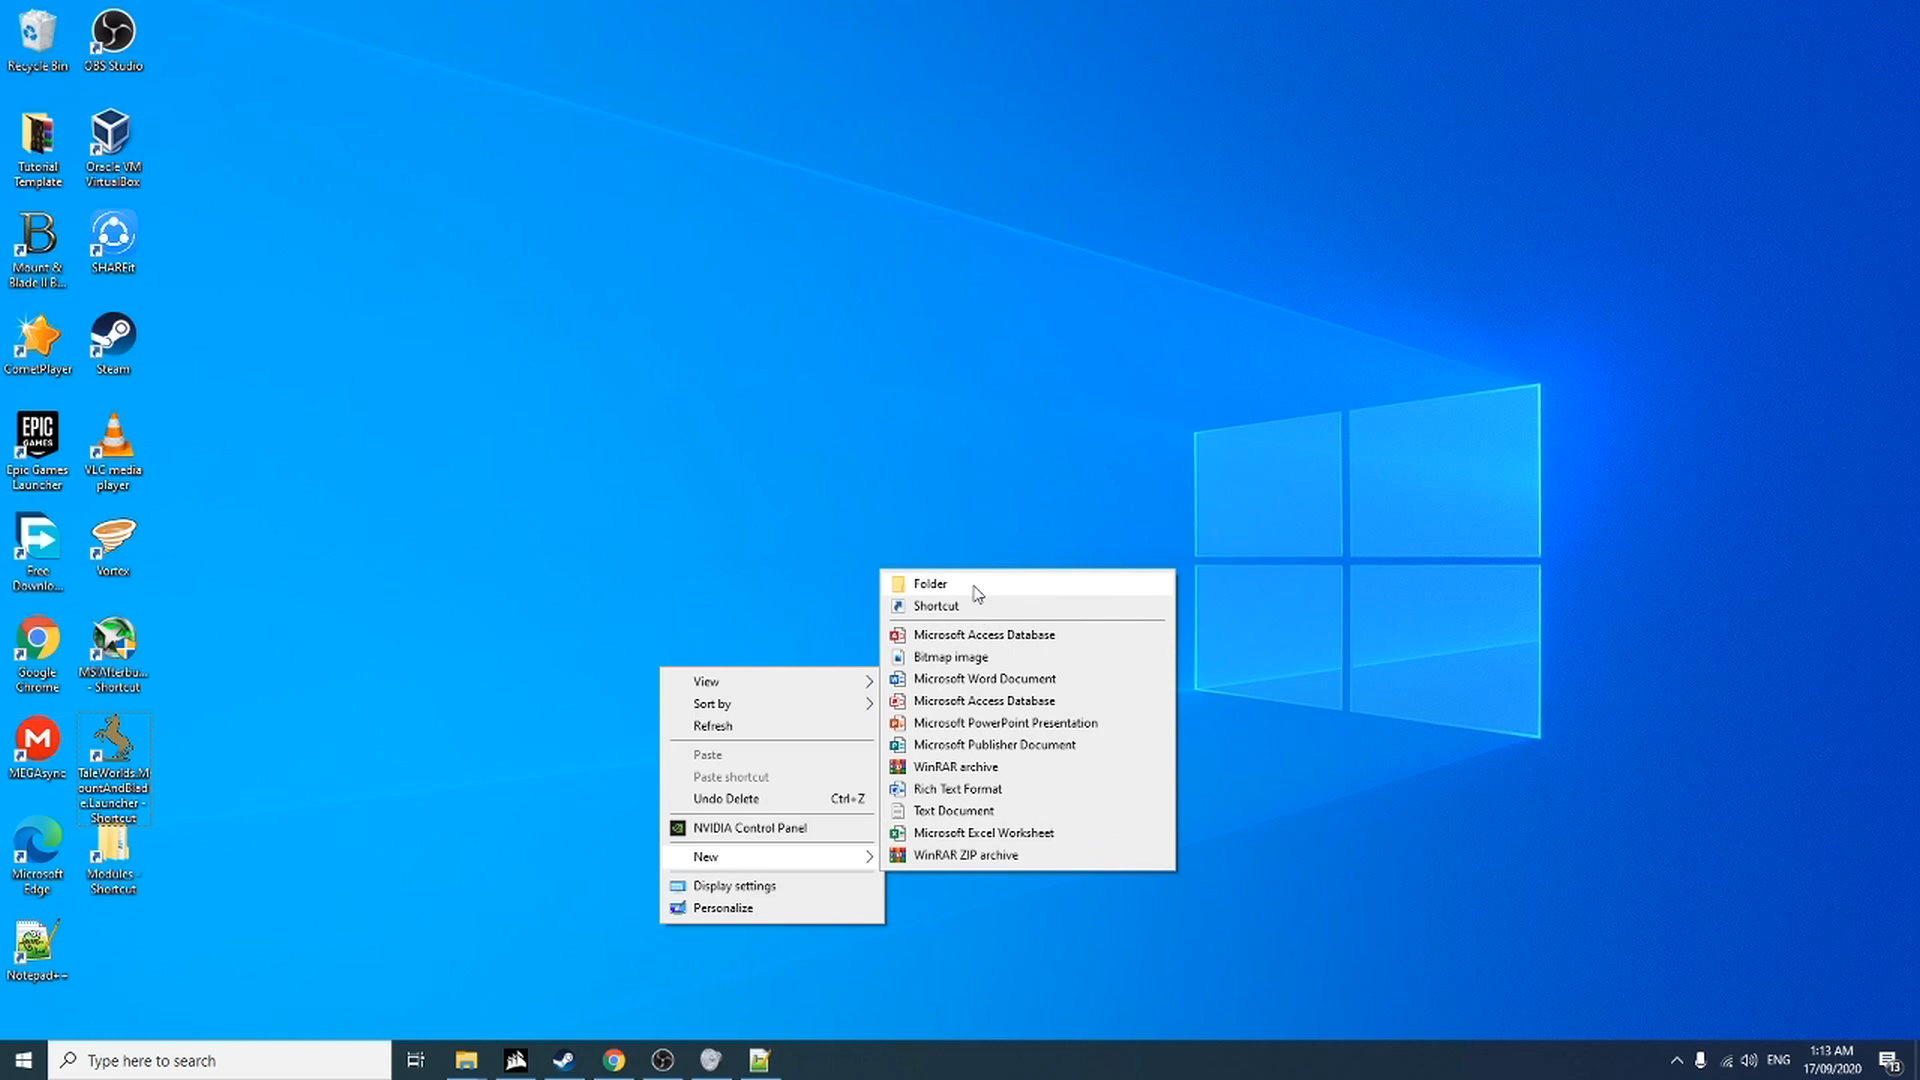 Recycle Bin
OBS Studio
Tutorial
Template
Oracle VM
VirtualBox
Mount &
Blade II B...
SHAREit
CometPlayer
Steam
EPIC
GAMES
Epic Games
Launcher
VLC media
player
Free
Downlo...
Vortex
Google
Chrome
MSIAfterbu...
- Shortcut
MEGAsync
TaleWorlds.M
ountAndBlad
e.Launcher -
Shortcut
Microsoft
Edge
Modules -
Shortcut
Notepad++
View
Sort by
Refresh
Paste
Paste shortcut
Undo Delete Ctrl+Z
NVIDIA Control Panel
New
Display settings
Personalize
Folder
Shortcut
Microsoft Access Database
Bitmap image
Microsoft Word Document
Microsoft Access Database
Microsoft PowerPoint Presentation
Microsoft Publisher Document
WinRAR archive
Rich Text Format
Text Document
Microsoft Excel Worksheet
WinRAR ZIP archive
Type here to search
ENG
1:13 AM
17/09/2020
13